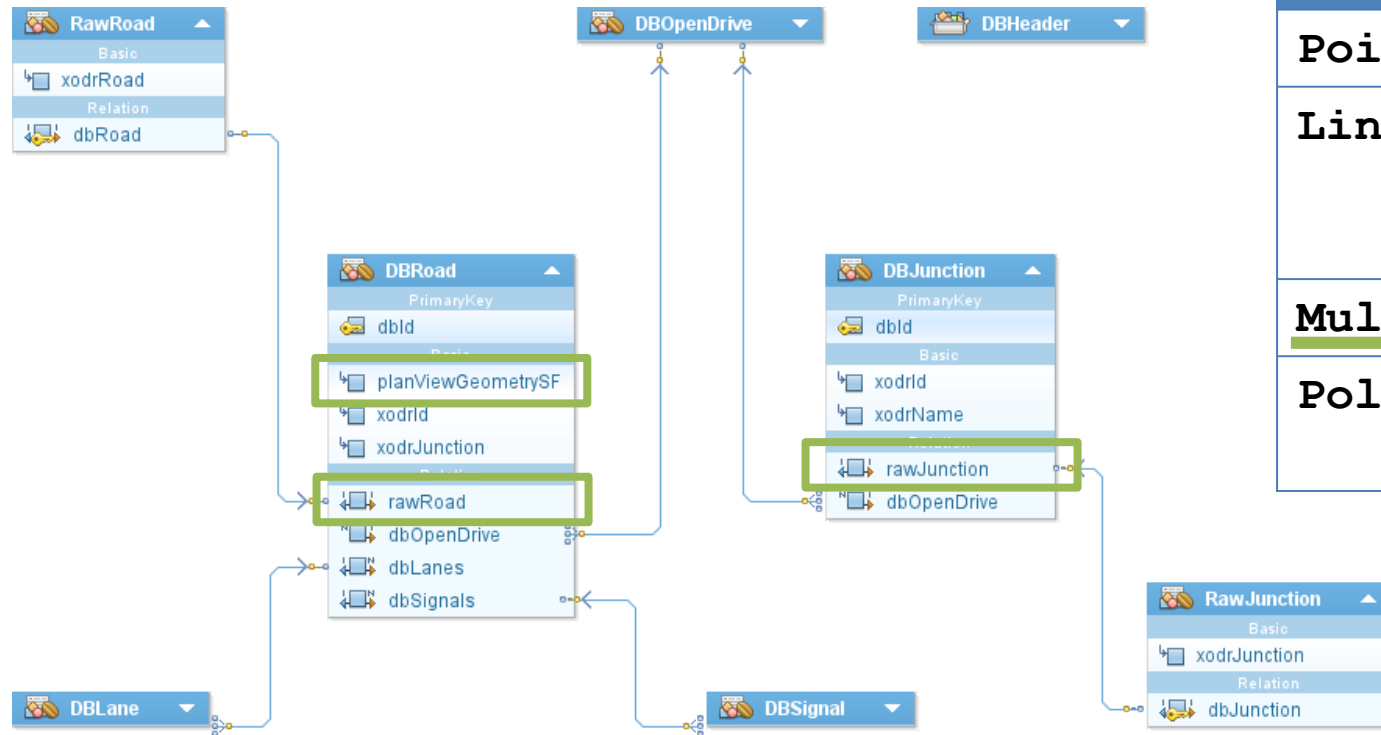 RawRoad
Basic
xodrRoad
Relation
dbRoad
DBOpenDrive
DBHeader
DBRoad
PrimaryKey
dbId
planViewGeometrySF
xodrId
xodrJunction
rawRoad
dbOpenDrive
dbLanes
dbSignals
DBJunction
PrimaryKey
dbId
Basic
xodrId
xodrName
rawJunction
dbOpenDrive
RawJunction
Basic
xodrJunction
Relation
dbJunction
DBLane
DBSignal
Poi
Lin
Mul
Pol